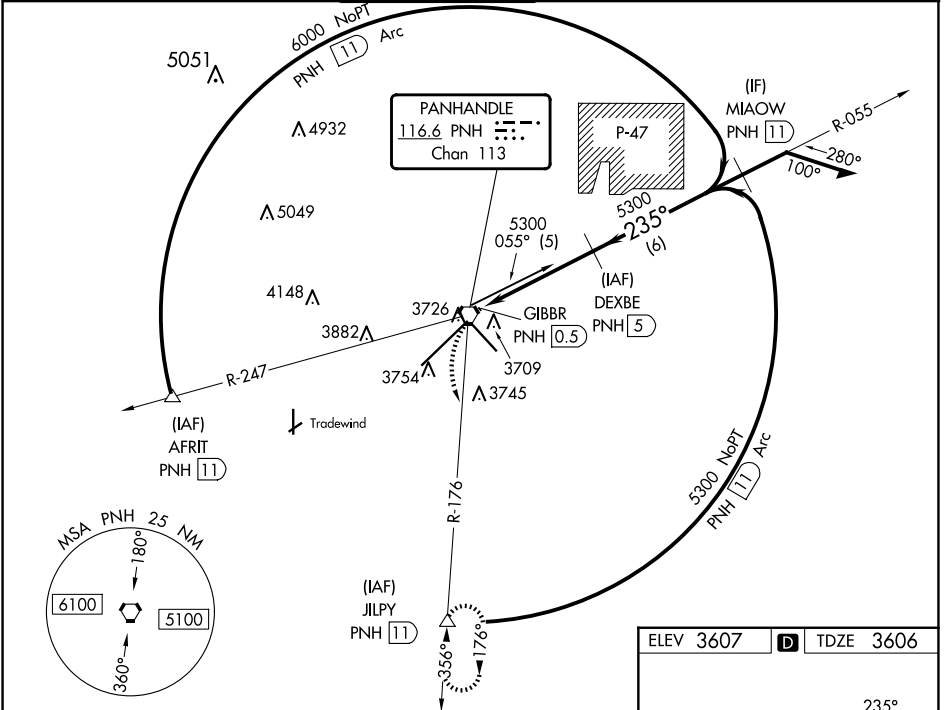 6000 NoPT
PNH 11 Arc
5051
4932
5049
4148
3882
3726
3754
3709
3745
PANHANDLE
116.6 PNH
Chan 113
P-47
(IF)
MIAOW
PNH 11
R-055
280°
100°
5300
235°
(6)
5300
055° (5)
(IAF)
DEXBE
PNH 5
GIBBR
PNH 0.5
R-247
(IAF)
AFRIT
PNH 11
Tradewind
R-176
5300 NoPT
PNH 11 Arc
(IAF)
JILPY
PNH 11
356°
176°
MSA PNH 25 NM
180°
6100
5100
360°
ELEV 3607 D TDZE 3606
235°